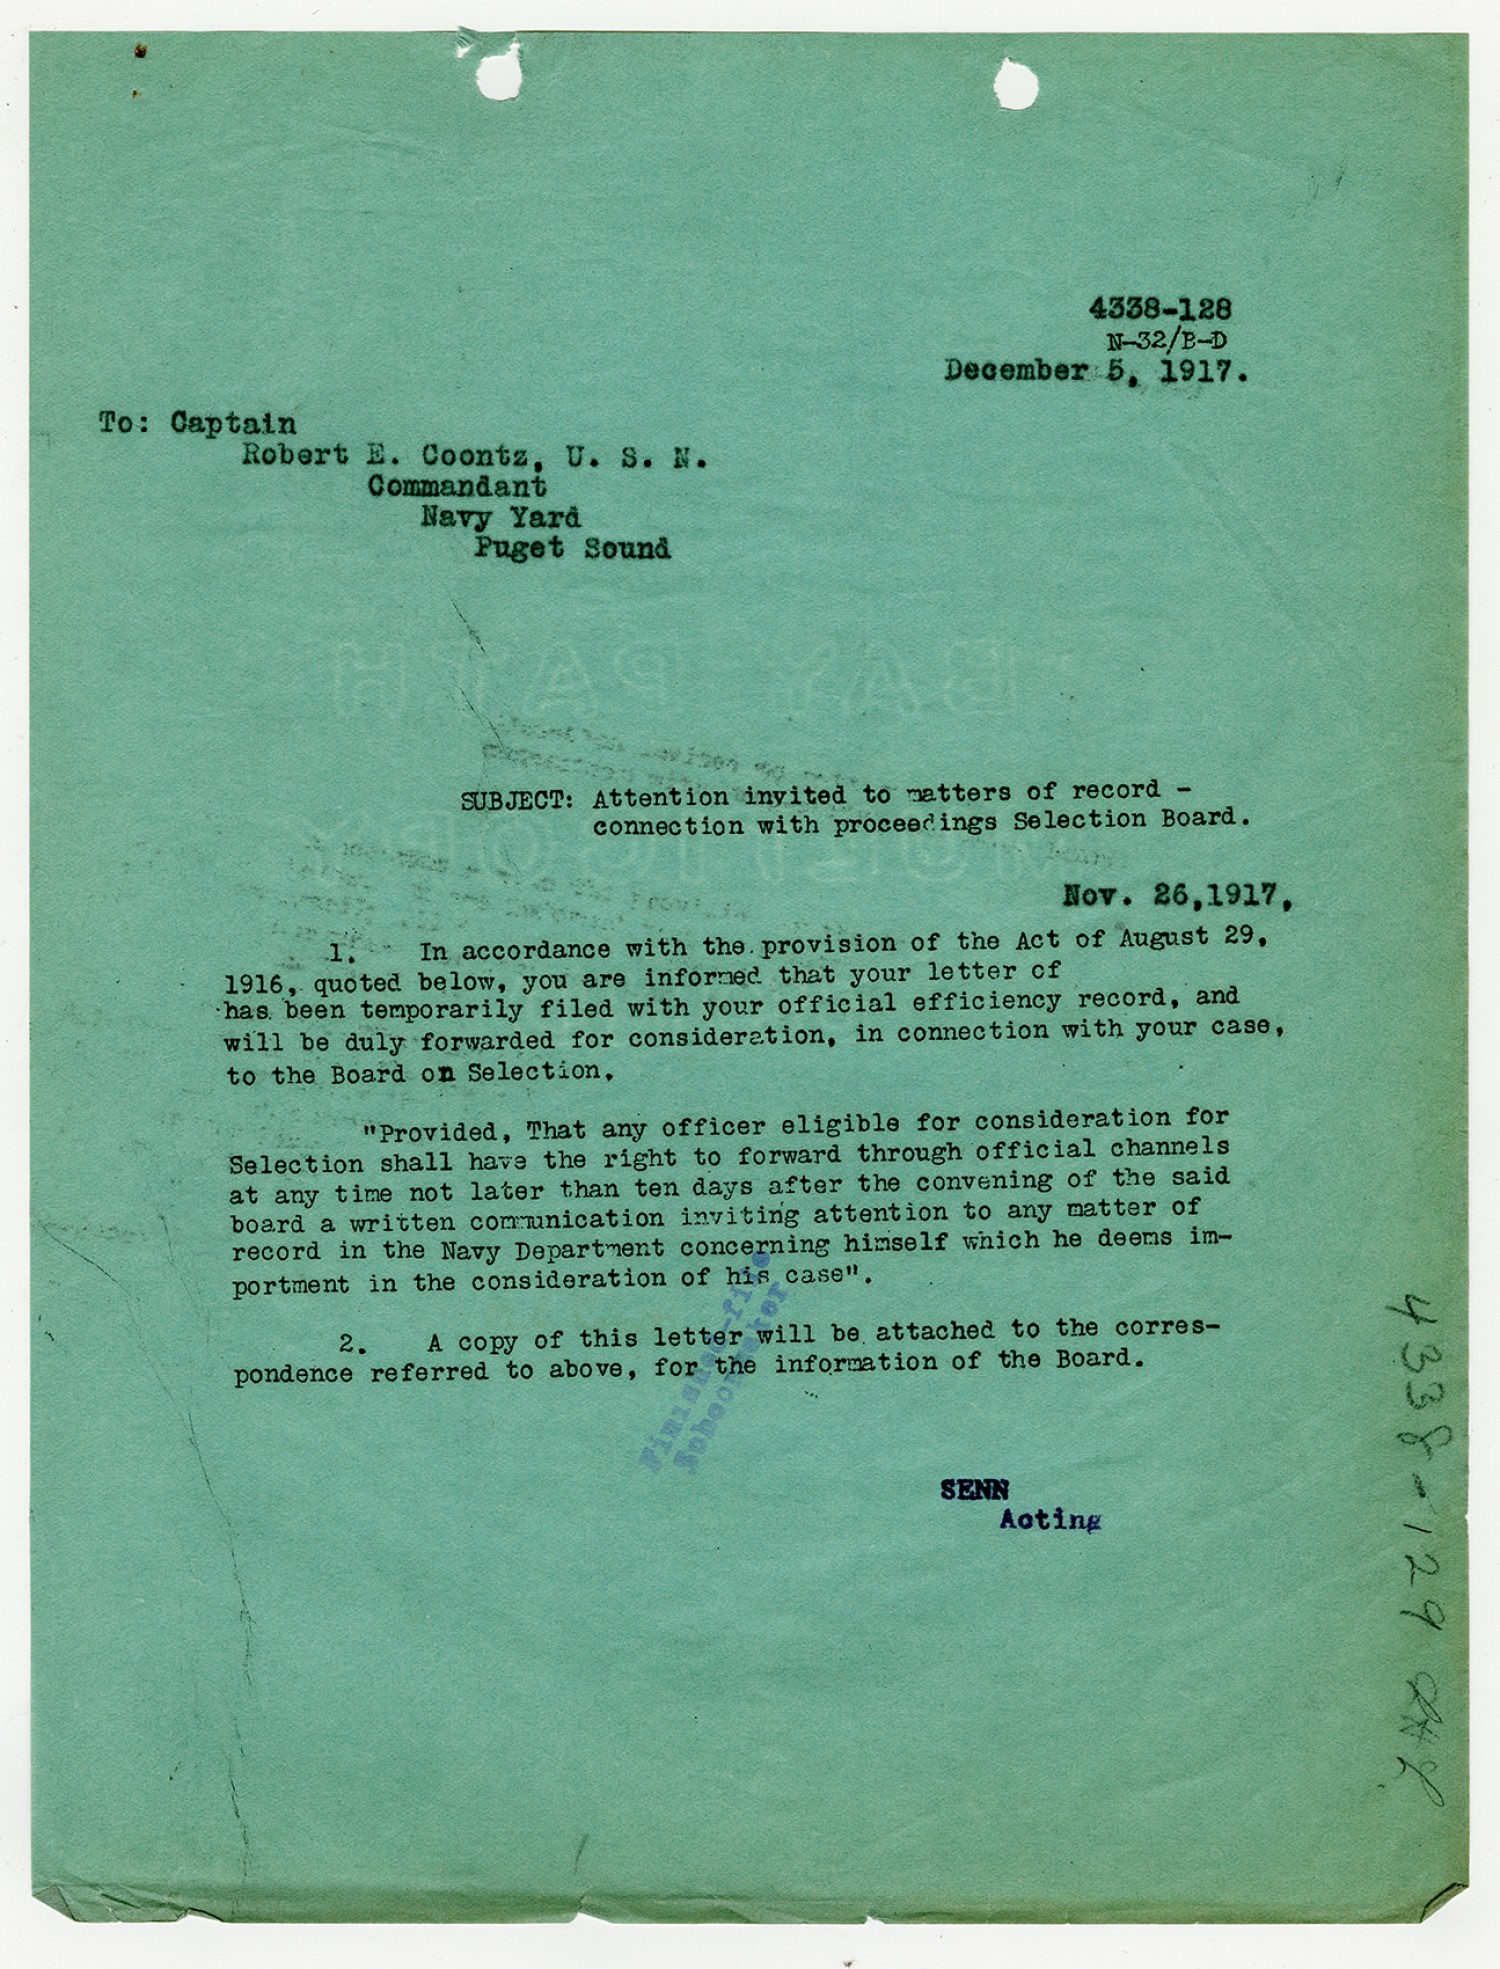 4338-128
N-32/B-D
December 5, 1917.
To: Captain
Robert E. Coontz, U. S. N.
Commandant
Navy Yard
Puget Sound
BAY PATH
SUBJECT: Attention invited to matters of record -
connection with proceedings Selection Board.
Nov. 26,1917,
1. In accordance with the provision of the Act of August 29,
1916, quoted below, you are informed that your letter of
has been temporarily filed with your official efficiency record, and
will be duly forwarded for consideration, in connection with your case,
to the Board on Selection.
"Provided, That any officer eligible for consideration for
Selection shall have the right to forward through official channels
at any time not later than ten days after the convening of the said
board a written communication inviting attention to any matter of
record in the Navy Department concerning himself which he deems im-
portment in the consideration of his case".
2. A copy of this letter will be attached to the corres-
pondence referred to above, for the information of the Board.
SENN
Acting
4338-129